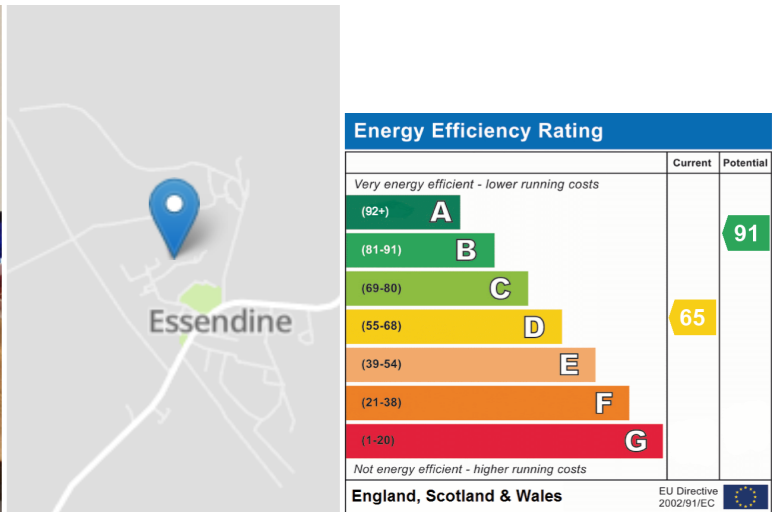 Essendine
Energy Efficiency Rating
Current Potential
Very energy efficient - lower running costs
(92+) A
91
(81-91) B
(69-80) C
65
(55-68) D
(39-54) E
(21-38) F
(1-20) G
Not energy efficient - higher running costs
England, Scotland & Wales
EU Directive
2002/91/EC